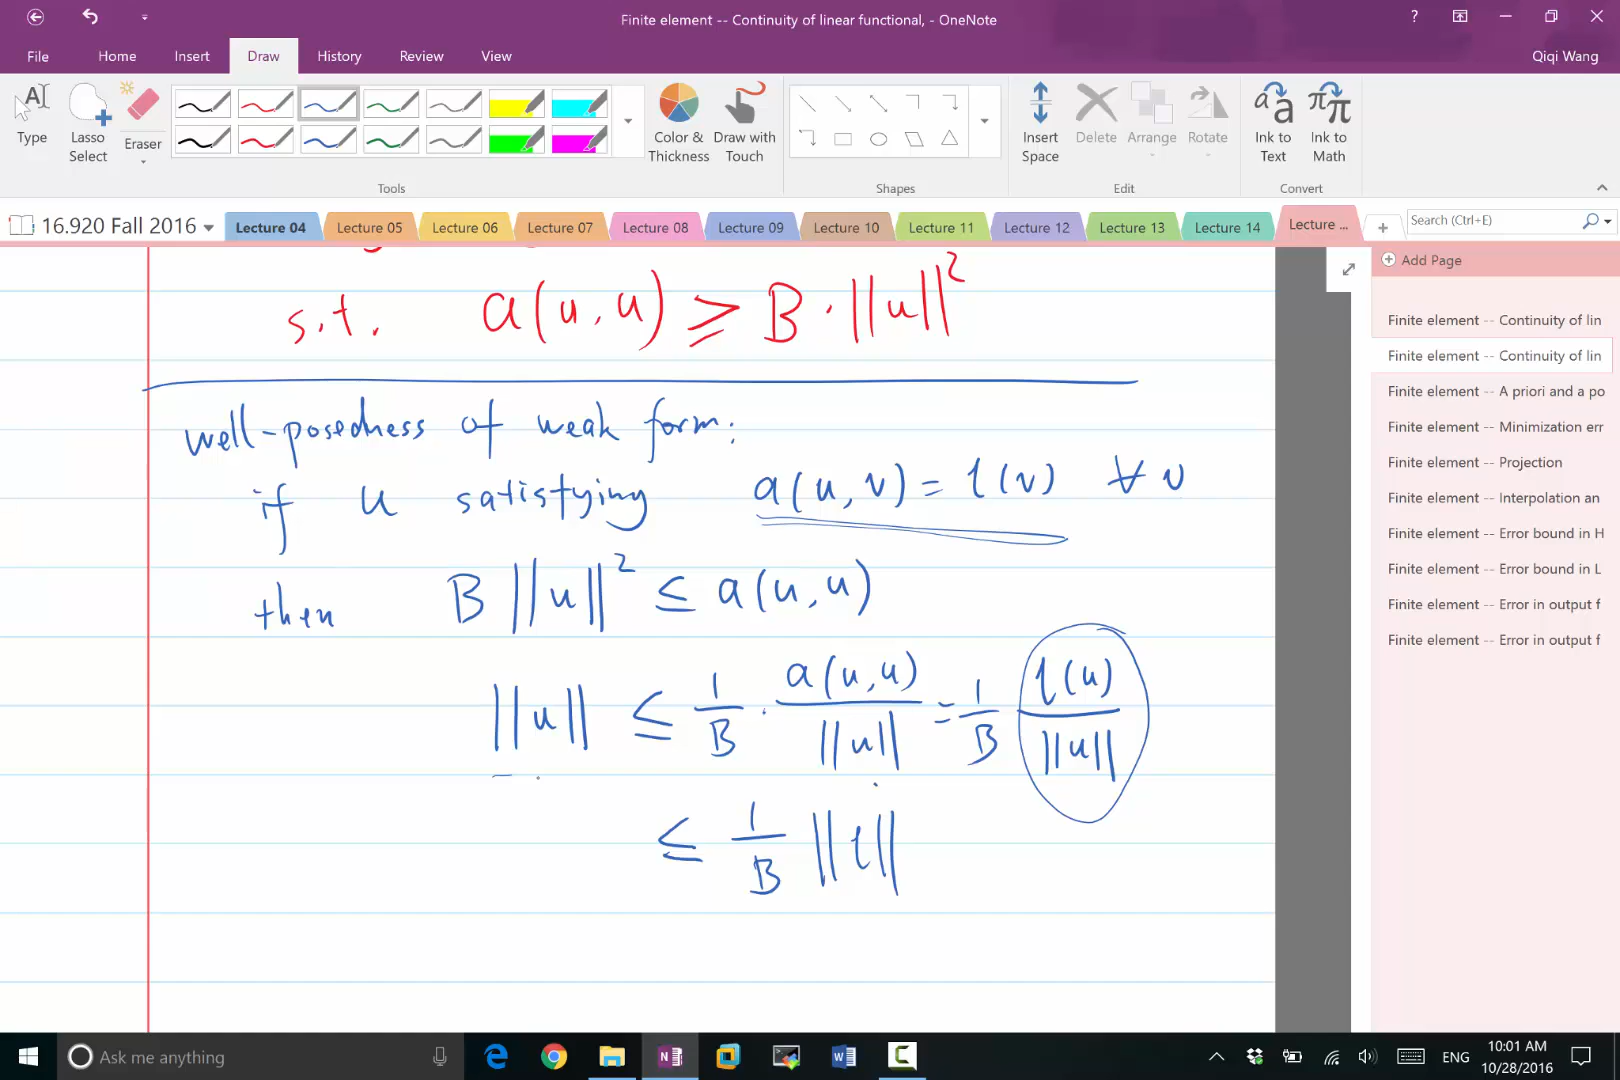 Finite element -- Continuity of linear functional, - OneNote
?
File Home Insert Draw History Review View
Qiqi Wang
Type
Lasso Select
Eraser
Color & Thickness
Draw with Touch
Insert Space
Delete
Arrange
Rotate
Ink to Text
Ink to Math
Tools
Shapes
Edit
Convert
16.920 Fall 2016
Lecture 04 Lecture 05 Lecture 06 Lecture 07 Lecture 08 Lecture 09 Lecture 10 Lecture 11 Lecture 12 Lecture 13 Lecture 14 Lecture ...
Search (Ctrl+E)
Add Page
s.t. a(u,u) ≥ B · ||u||²
well-posedness of weak form:
if u satisfying a(u,v) = l(v) ∀ v
then B ||u||² ≤ a(u,u)
||u|| ≤ 1/B · a(u,u)/||u|| = 1/B l(u)/||u||
≤ 1/B ||l||
Finite element -- Continuity of lin
Finite element -- Continuity of lin
Finite element -- A priori and a po
Finite element -- Minimization err
Finite element -- Projection
Finite element -- Interpolation an
Finite element -- Error bound in H
Finite element -- Error bound in L
Finite element -- Error in output f
Finite element -- Error in output f
Ask me anything
ENG
10:01 AM
10/28/2016